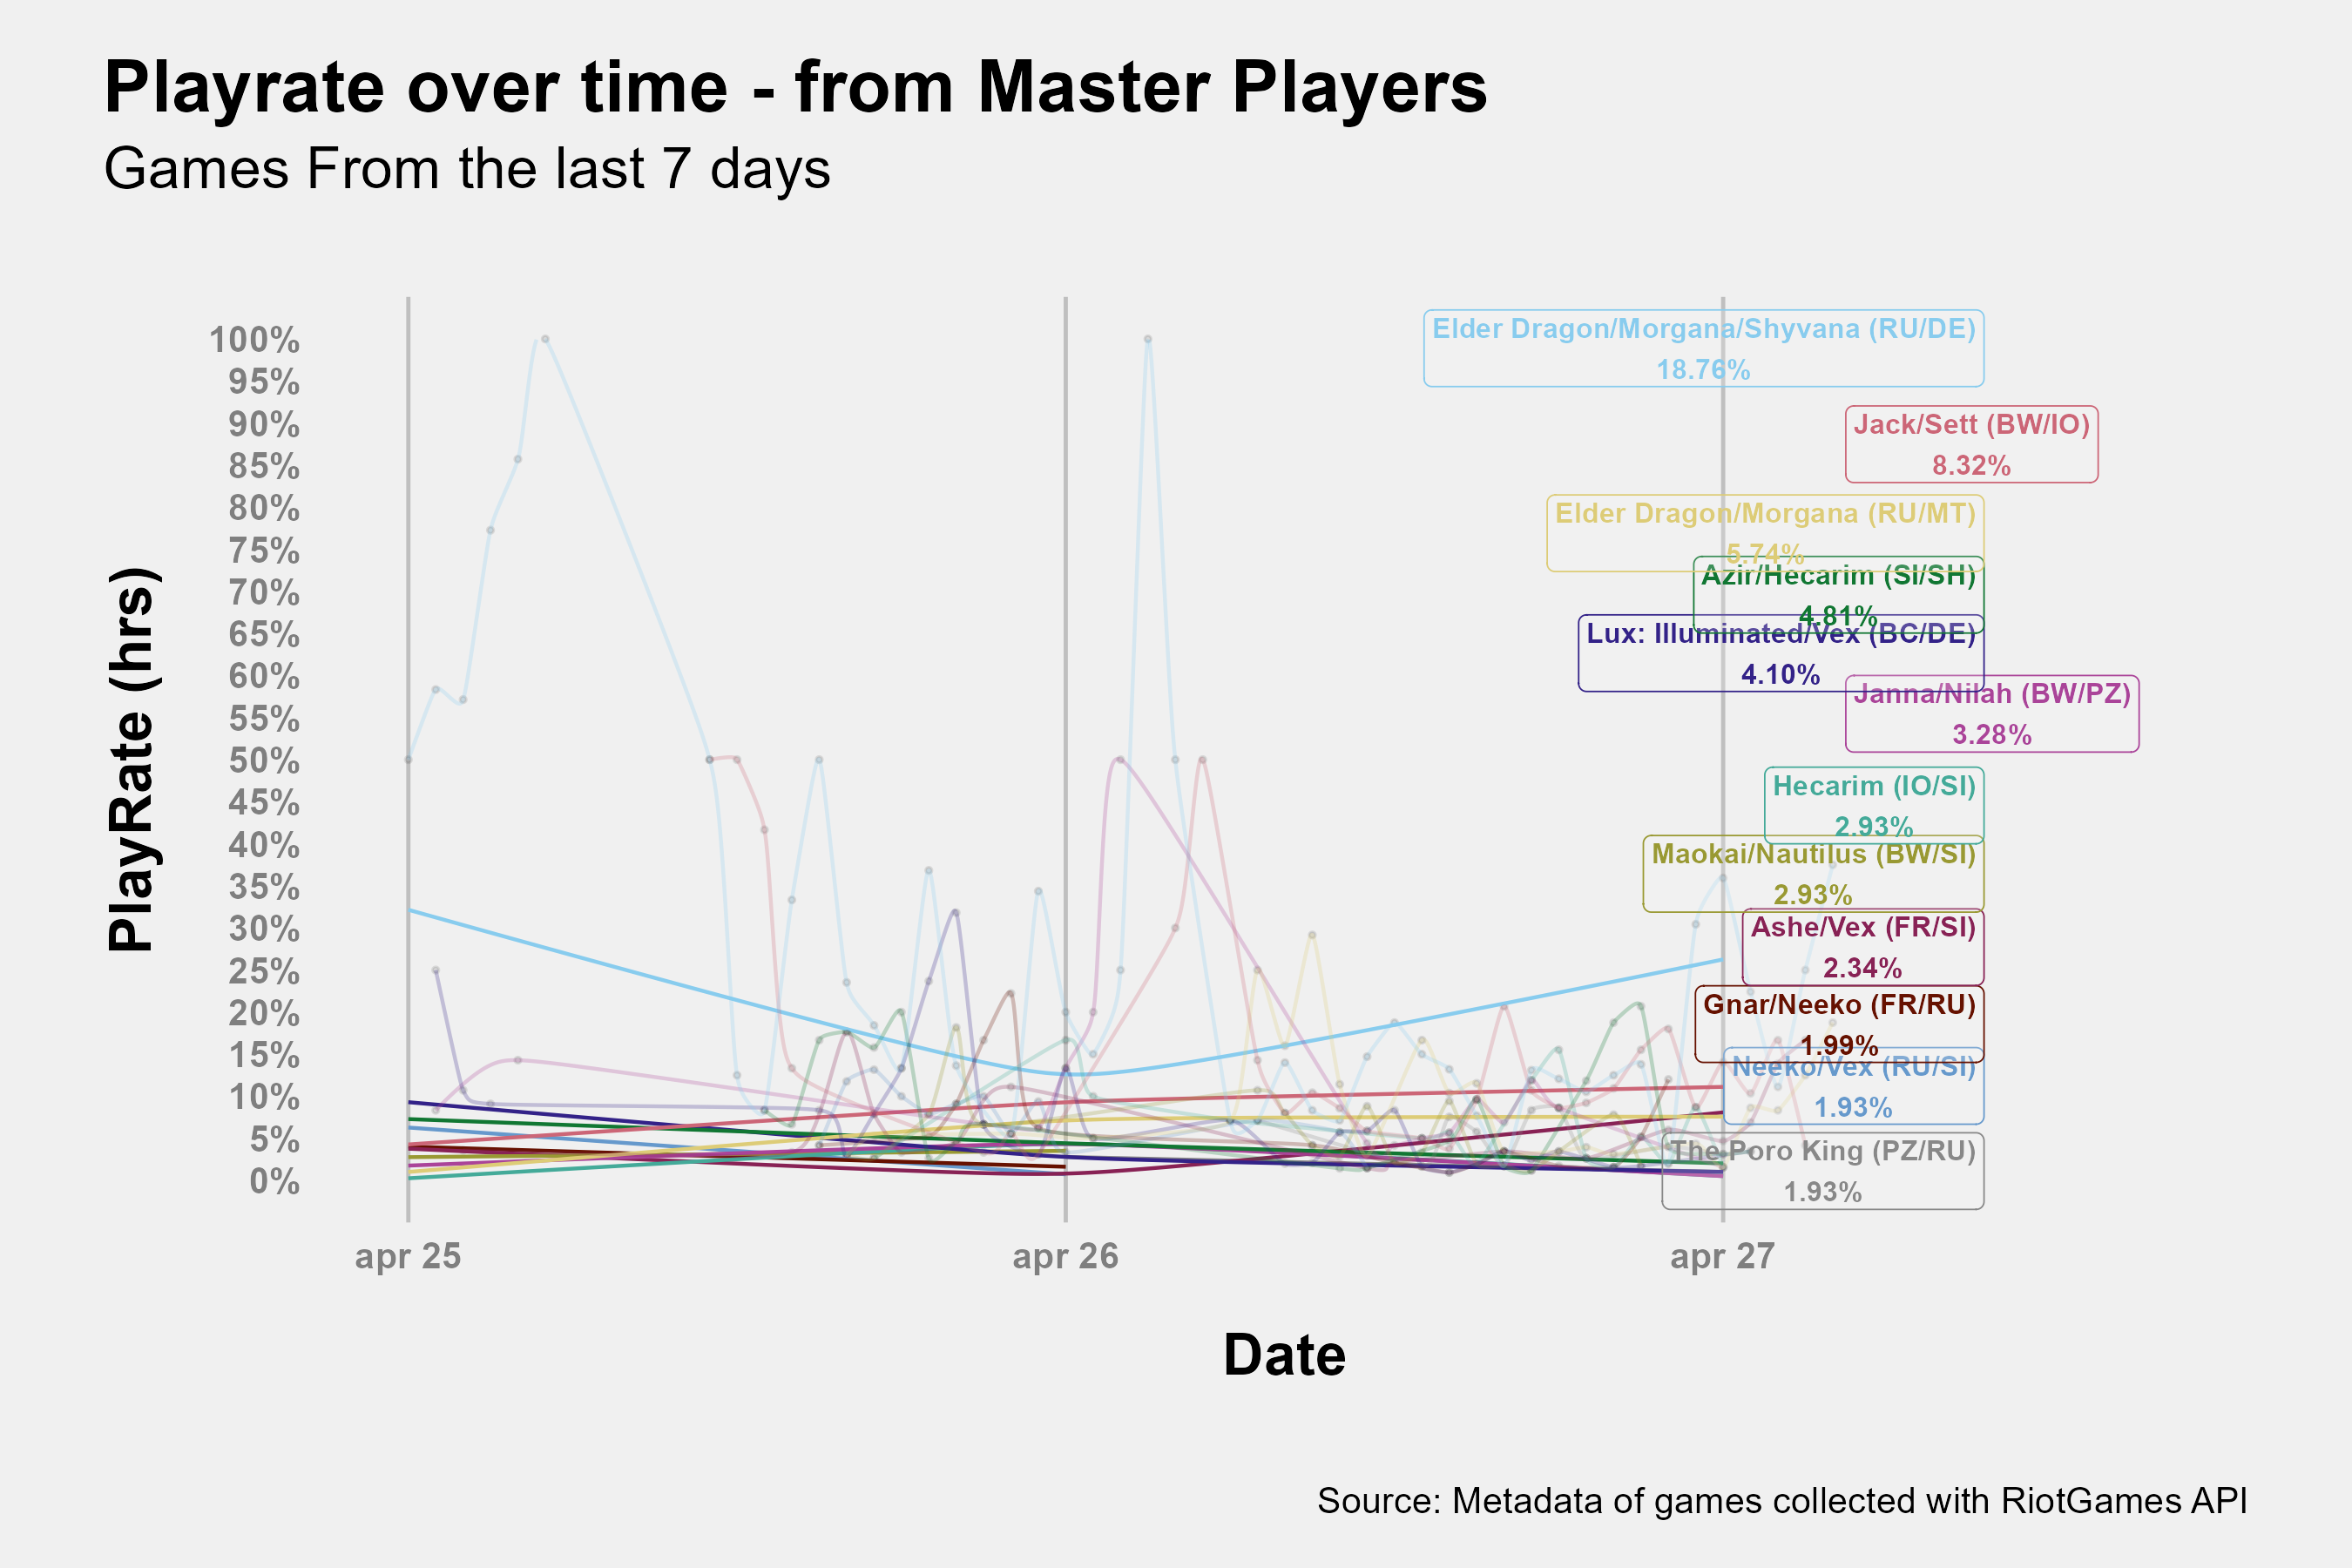 Playrate over time - from Master Players
Games From the last 7 days
PlayRate (hrs)
100%
95%
90%
85%
80%
75%
70%
65%
60%
55%
50%
45%
40%
35%
30%
25%
20%
15%
10%
5%
0%
Elder Dragon/Morgana/Shyvana (RU/DE)
18.76%
Jack/Sett (BW/IO)
8.32%
Elder Dragon/Morgana (RU/MT)
5.74%
Azir/Hecarim (SI/SH)
4.81%
Lux: Illuminated/Vex (BC/DE)
4.10%
Janna/Nilah (BW/PZ)
3.28%
Hecarim (IO/SI)
2.93%
Maokai/Nautilus (BW/SI)
2.93%
Ashe/Vex (FR/SI)
2.34%
Gnar/Neeko (FR/RU)
1.99%
Neeko/Vex (RU/SI)
1.93%
The Poro King (PZ/RU)
1.93%
apr 25
apr 26
apr 27
Date
Source: Metadata of games collected with RiotGames API